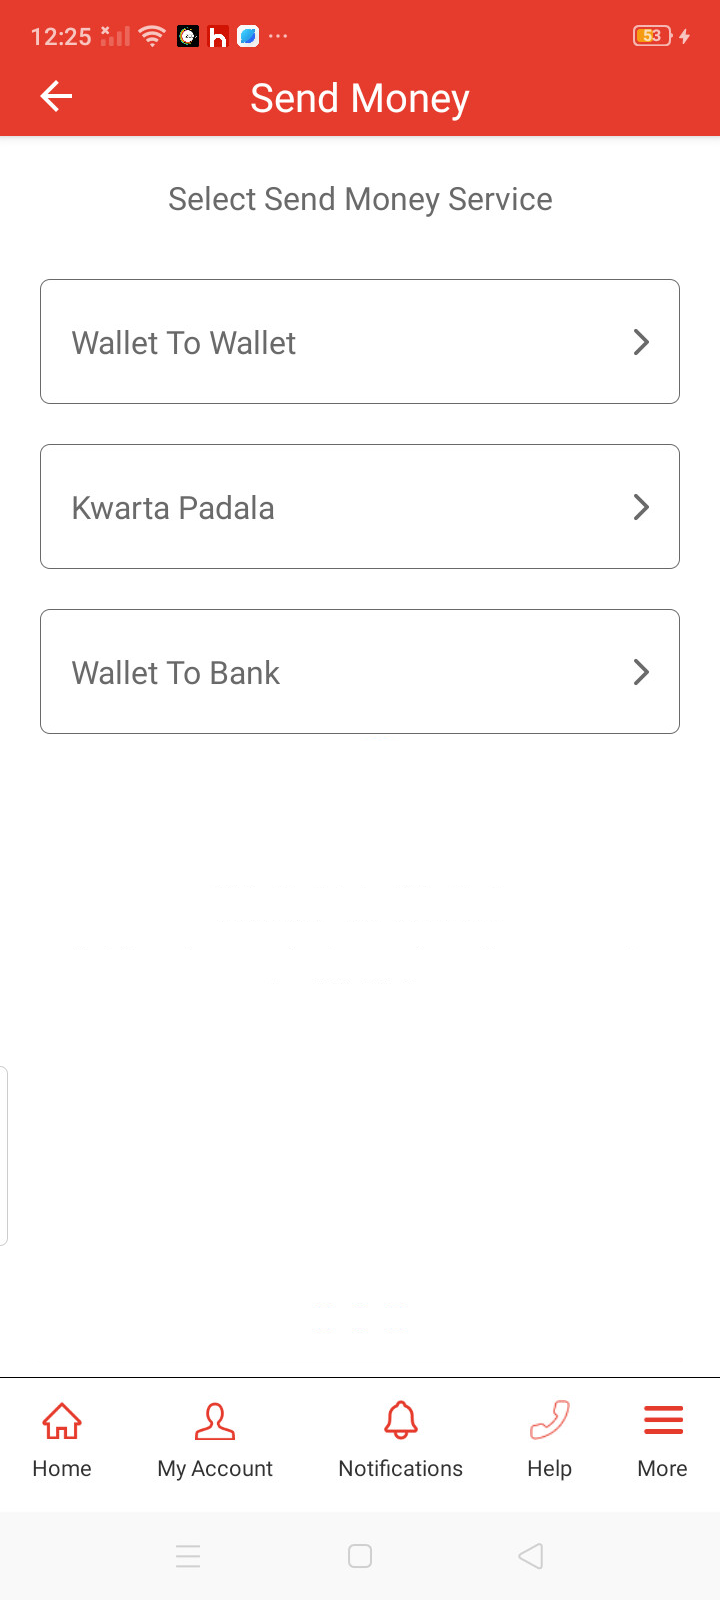 12:25
53
Send Money
Select Send Money Service
Wallet To Wallet
Kwarta Padala
Wallet To Bank
Home
My Account
Notifications
Help
More